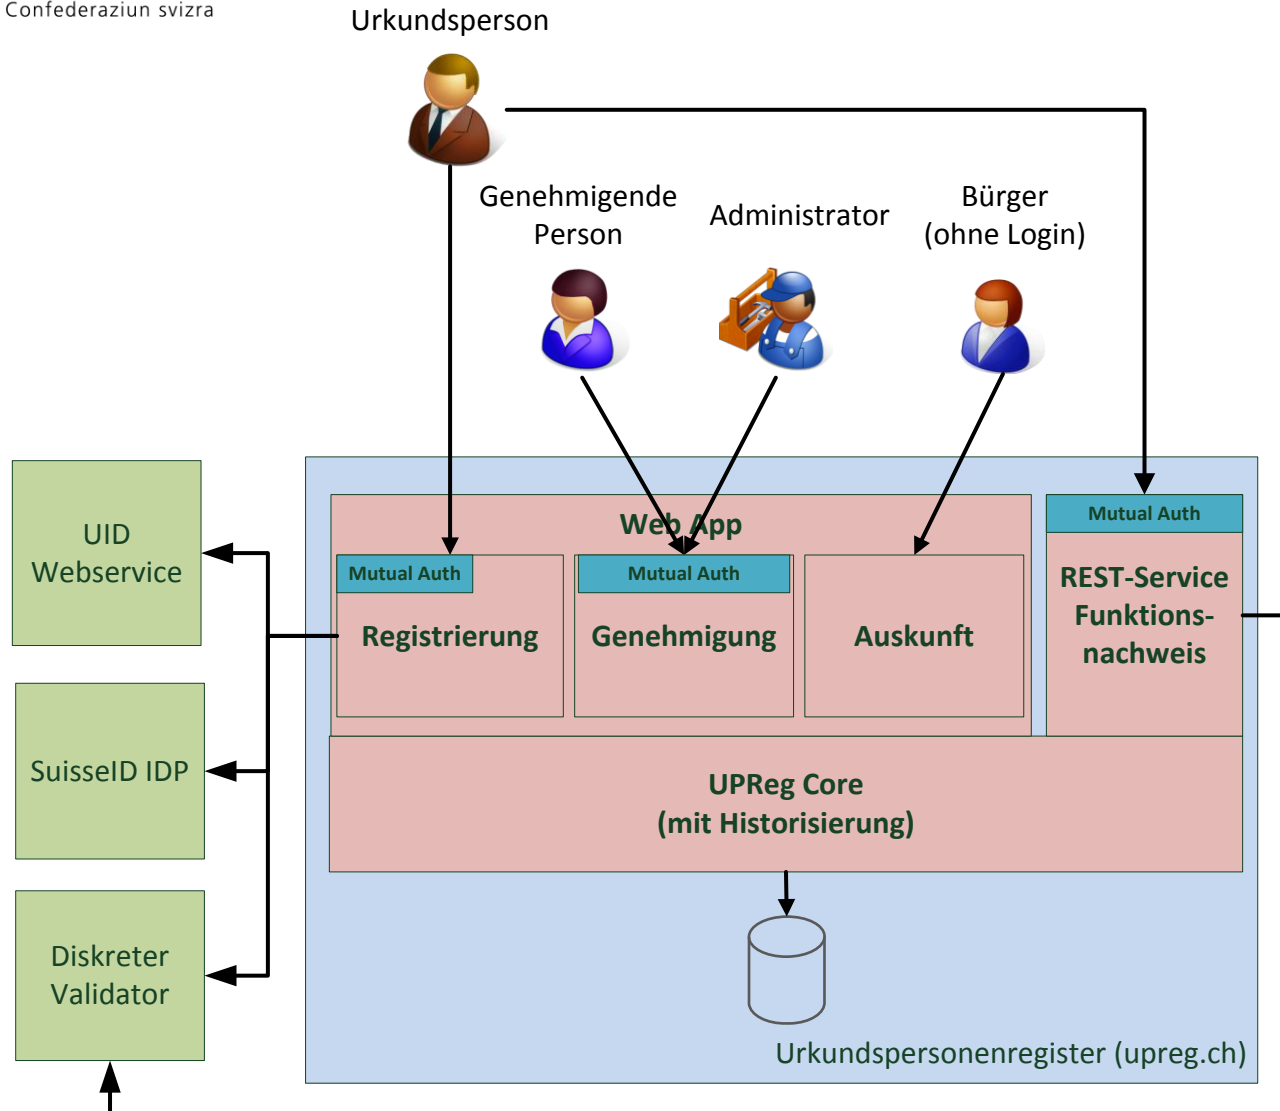 Confederaziun svizra
Urkundsperson
Genehmigende
Person
Administrator
Bürger
(ohne Login)
UID
Webservice
SuisseID IDP
Diskreter
Validator
Web App
Mutual Auth
Registrierung
Mutual Auth
Genehmigung
Auskunft
Mutual Auth
REST-Service
Funktions-
nachweis
UPReg Core
(mit Historisierung)
Urkundspersonenregister (upreg.ch)